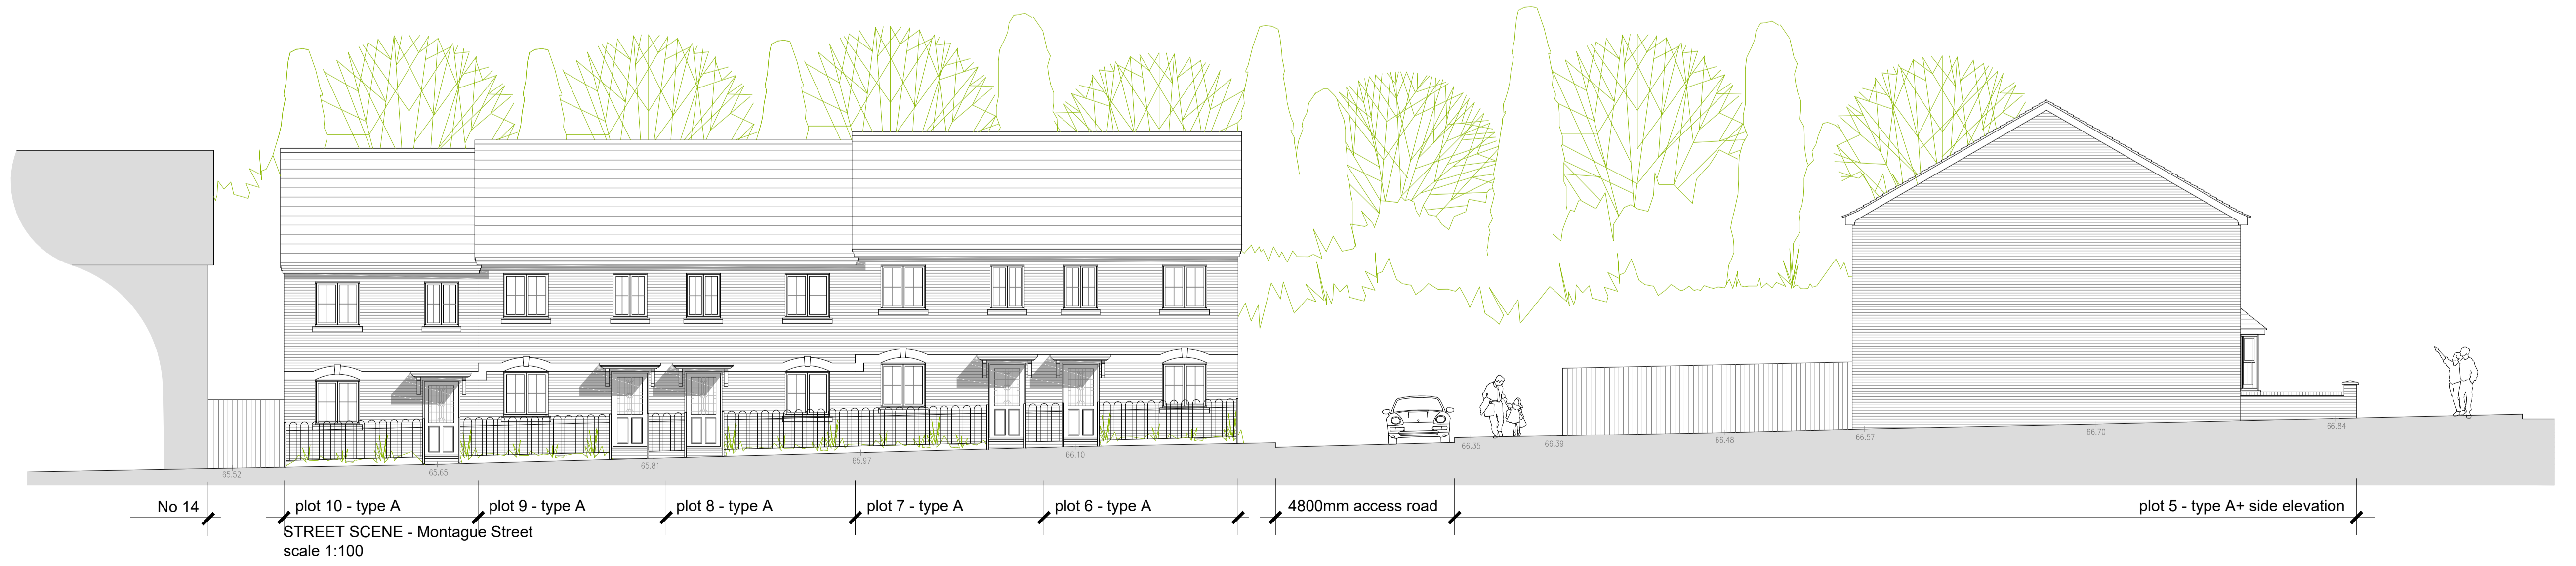 65.52
65.65
65.81
65.97
66.10
66.35
66.39
66.48
66.57
66.70
66.84
No 14
plot 10 - type A
plot 9 - type A
plot 8 - type A
plot 7 - type A
plot 6 - type A
4800mm access road
plot 5 - type A+ side elevation
STREET SCENE - Montague Street
scale 1:100